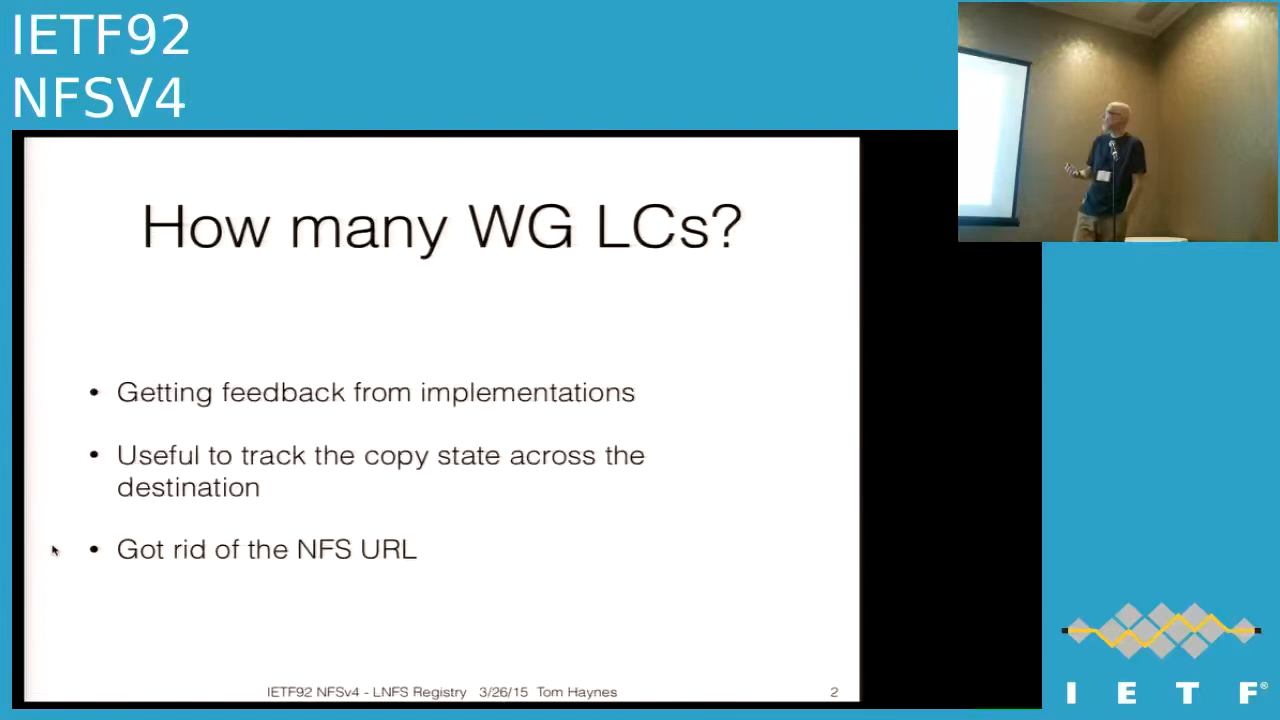 IETF92
NFSV4
How many WG LCs?
• Getting feedback from implementations
• Useful to track the copy state across the
destination
• Got rid of the NFS URL
IETF92 NFSv4 - LNFS Registry 3/26/15 Tom Haynes 2
I E T F®